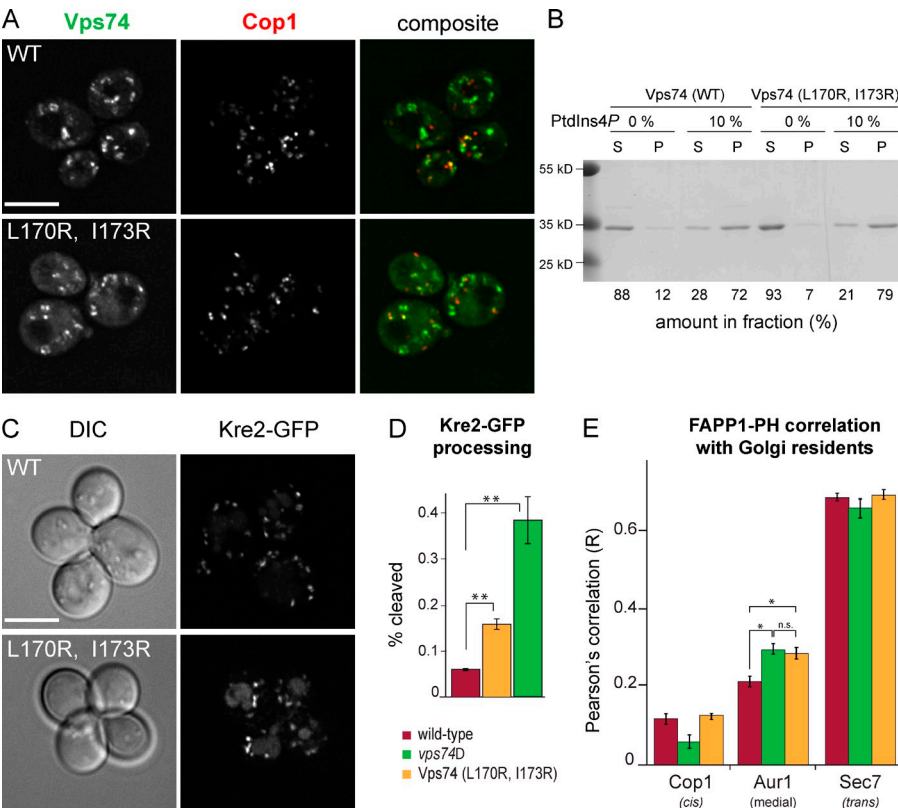 A
Vps74
Cop1
composite
WT
L170R, I173R
B
Vps74 (WT) Vps74 (L170R, I173R)
PtdIns4P 0 % 10 % 0 % 10 %
S P S P S P S P
55 kD
35 kD
25 kD
88 12 28 72 93 7 21 79
amount in fraction (%)
C
DIC
Kre2-GFP
WT
L170R, I173R
D
Kre2-GFP
processing
% cleaved
0.4
0.3
0.2
0.1
0
**
**
wild-type
vps74D
Vps74 (L170R, I173R)
E
FAPP1-PH correlation
with Golgi residents
Pearson's correlation (R)
0.6
0.4
0.2
0
*
* n.s.
Cop1 Aur1 Sec7
(cis) (medial) (trans)